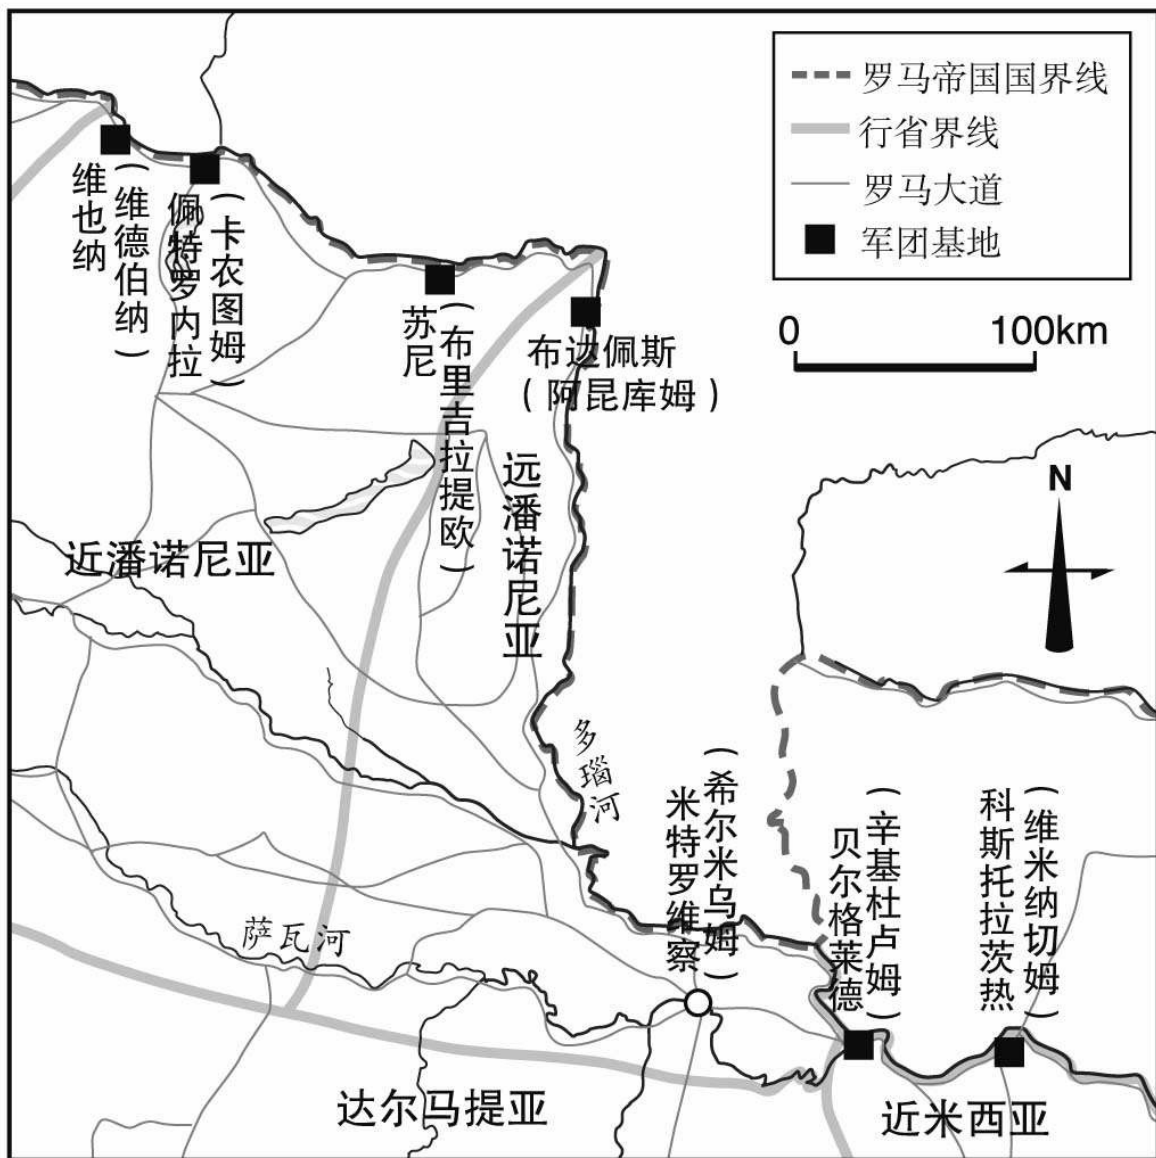 罗马帝国国界线
行省界线
罗马大道
军团基地
0 100km
N
维也纳
(维德伯纳)
佩特罗内拉
(卡农图姆)
苏尼
(布里吉拉提欧)
布达佩斯
(阿昆库姆)
近潘诺尼亚
远潘诺尼亚
多瑙河
萨瓦河
米特罗维察
(希尔米乌姆)
贝尔格莱德
(辛基杜卢姆)
科斯托拉茨热
(维米纳切姆)
达尔马提亚
近米西亚